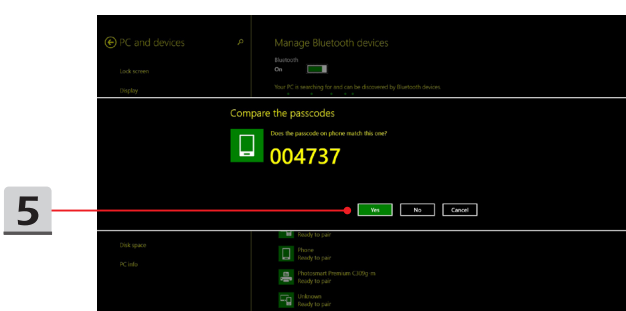 PC and devices
Lock screen
Display
Manage Bluetooth devices
Bluetooth
On
Your PC is searching for and can be discovered by Bluetooth devices.
Compare the passcodes
Does the passcode on phone match this one?
004737
5
Yes
No
Cancel
Disk space
PC info
Ready to pair
Phone
Ready to pair
Photosmart Premium C309g-m
Ready to pair
Unknown
Ready to pair